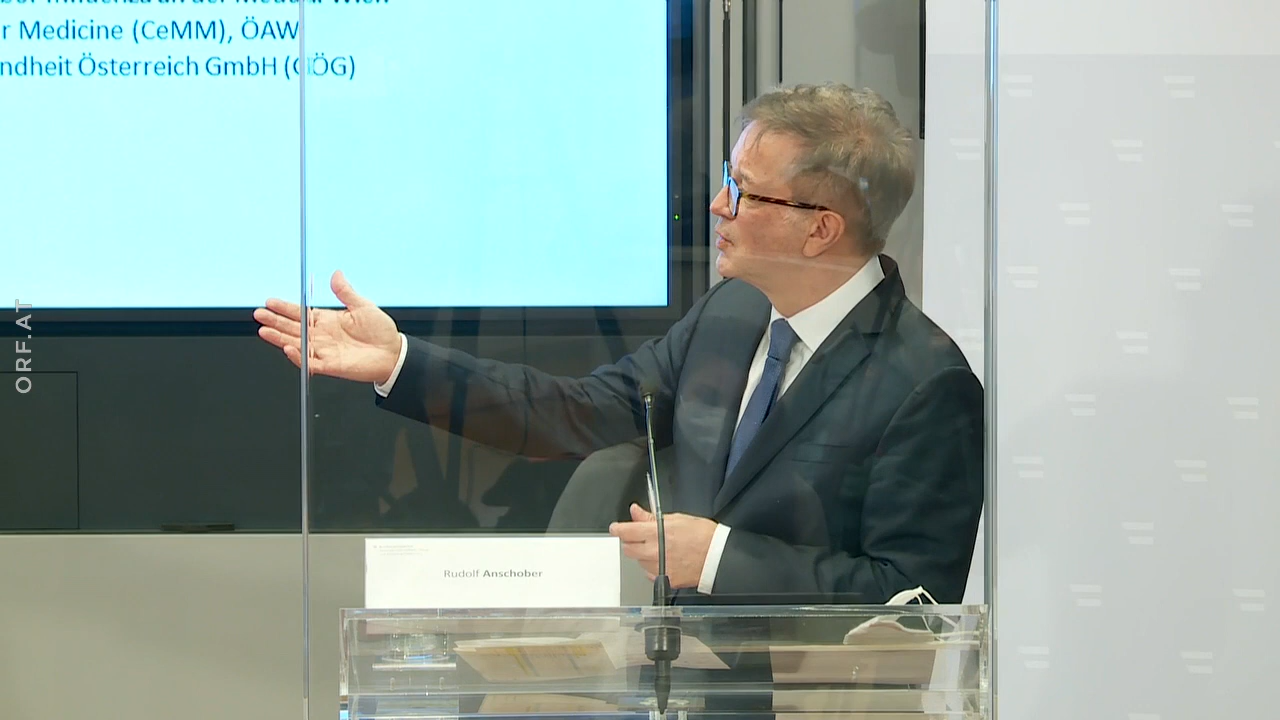 r Medicine (CeMM), ÖAW
ndheit Österreich GmbH (GÖG)
ORF.AT
Rudolf Anschober